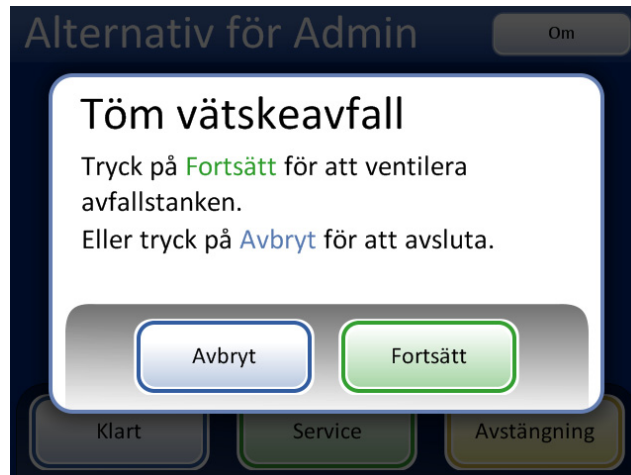 Alternativ för Admin
Om
Töm vätskeavfall
Tryck på Fortsätt för att ventilera
avfallstanken.
Eller tryck på Avbryt för att avsluta.
Avbryt
Fortsätt
Klart
Service
Avstängning